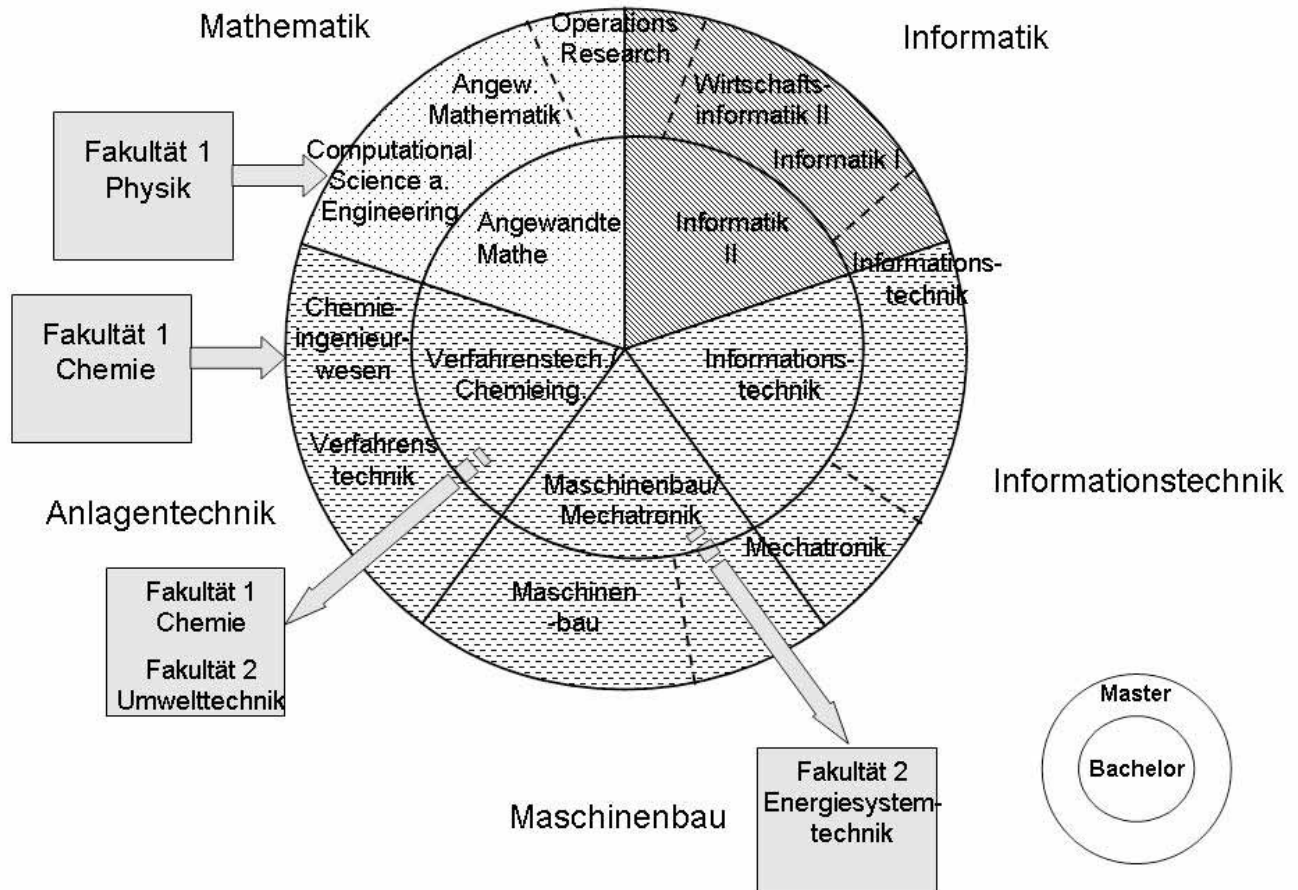 Mathematik
Informatik
Operations
Research
Angew.
Mathematik
Wirtschafts-
informatik II
Informatik I
Fakultät 1
Physik
Computational
Science a.
Engineering
Angewandte
Mathe
Informatik
II
Informations-
technik
Fakultät 1
Chemie
Chemie-
ingenieur-
wesen
Verfahrenstech./
Chemieing.
Informations-
technik
Verfahrens
technik
Maschinenbau/
Mechatronik
Informationstechnik
Anlagentechnik
Mechatronik
Maschinen
-bau
Fakultät 1
Chemie
Fakultät 2
Umwelttechnik
Maschinenbau
Fakultät 2
Energiesystem-
technik
Master
Bachelor